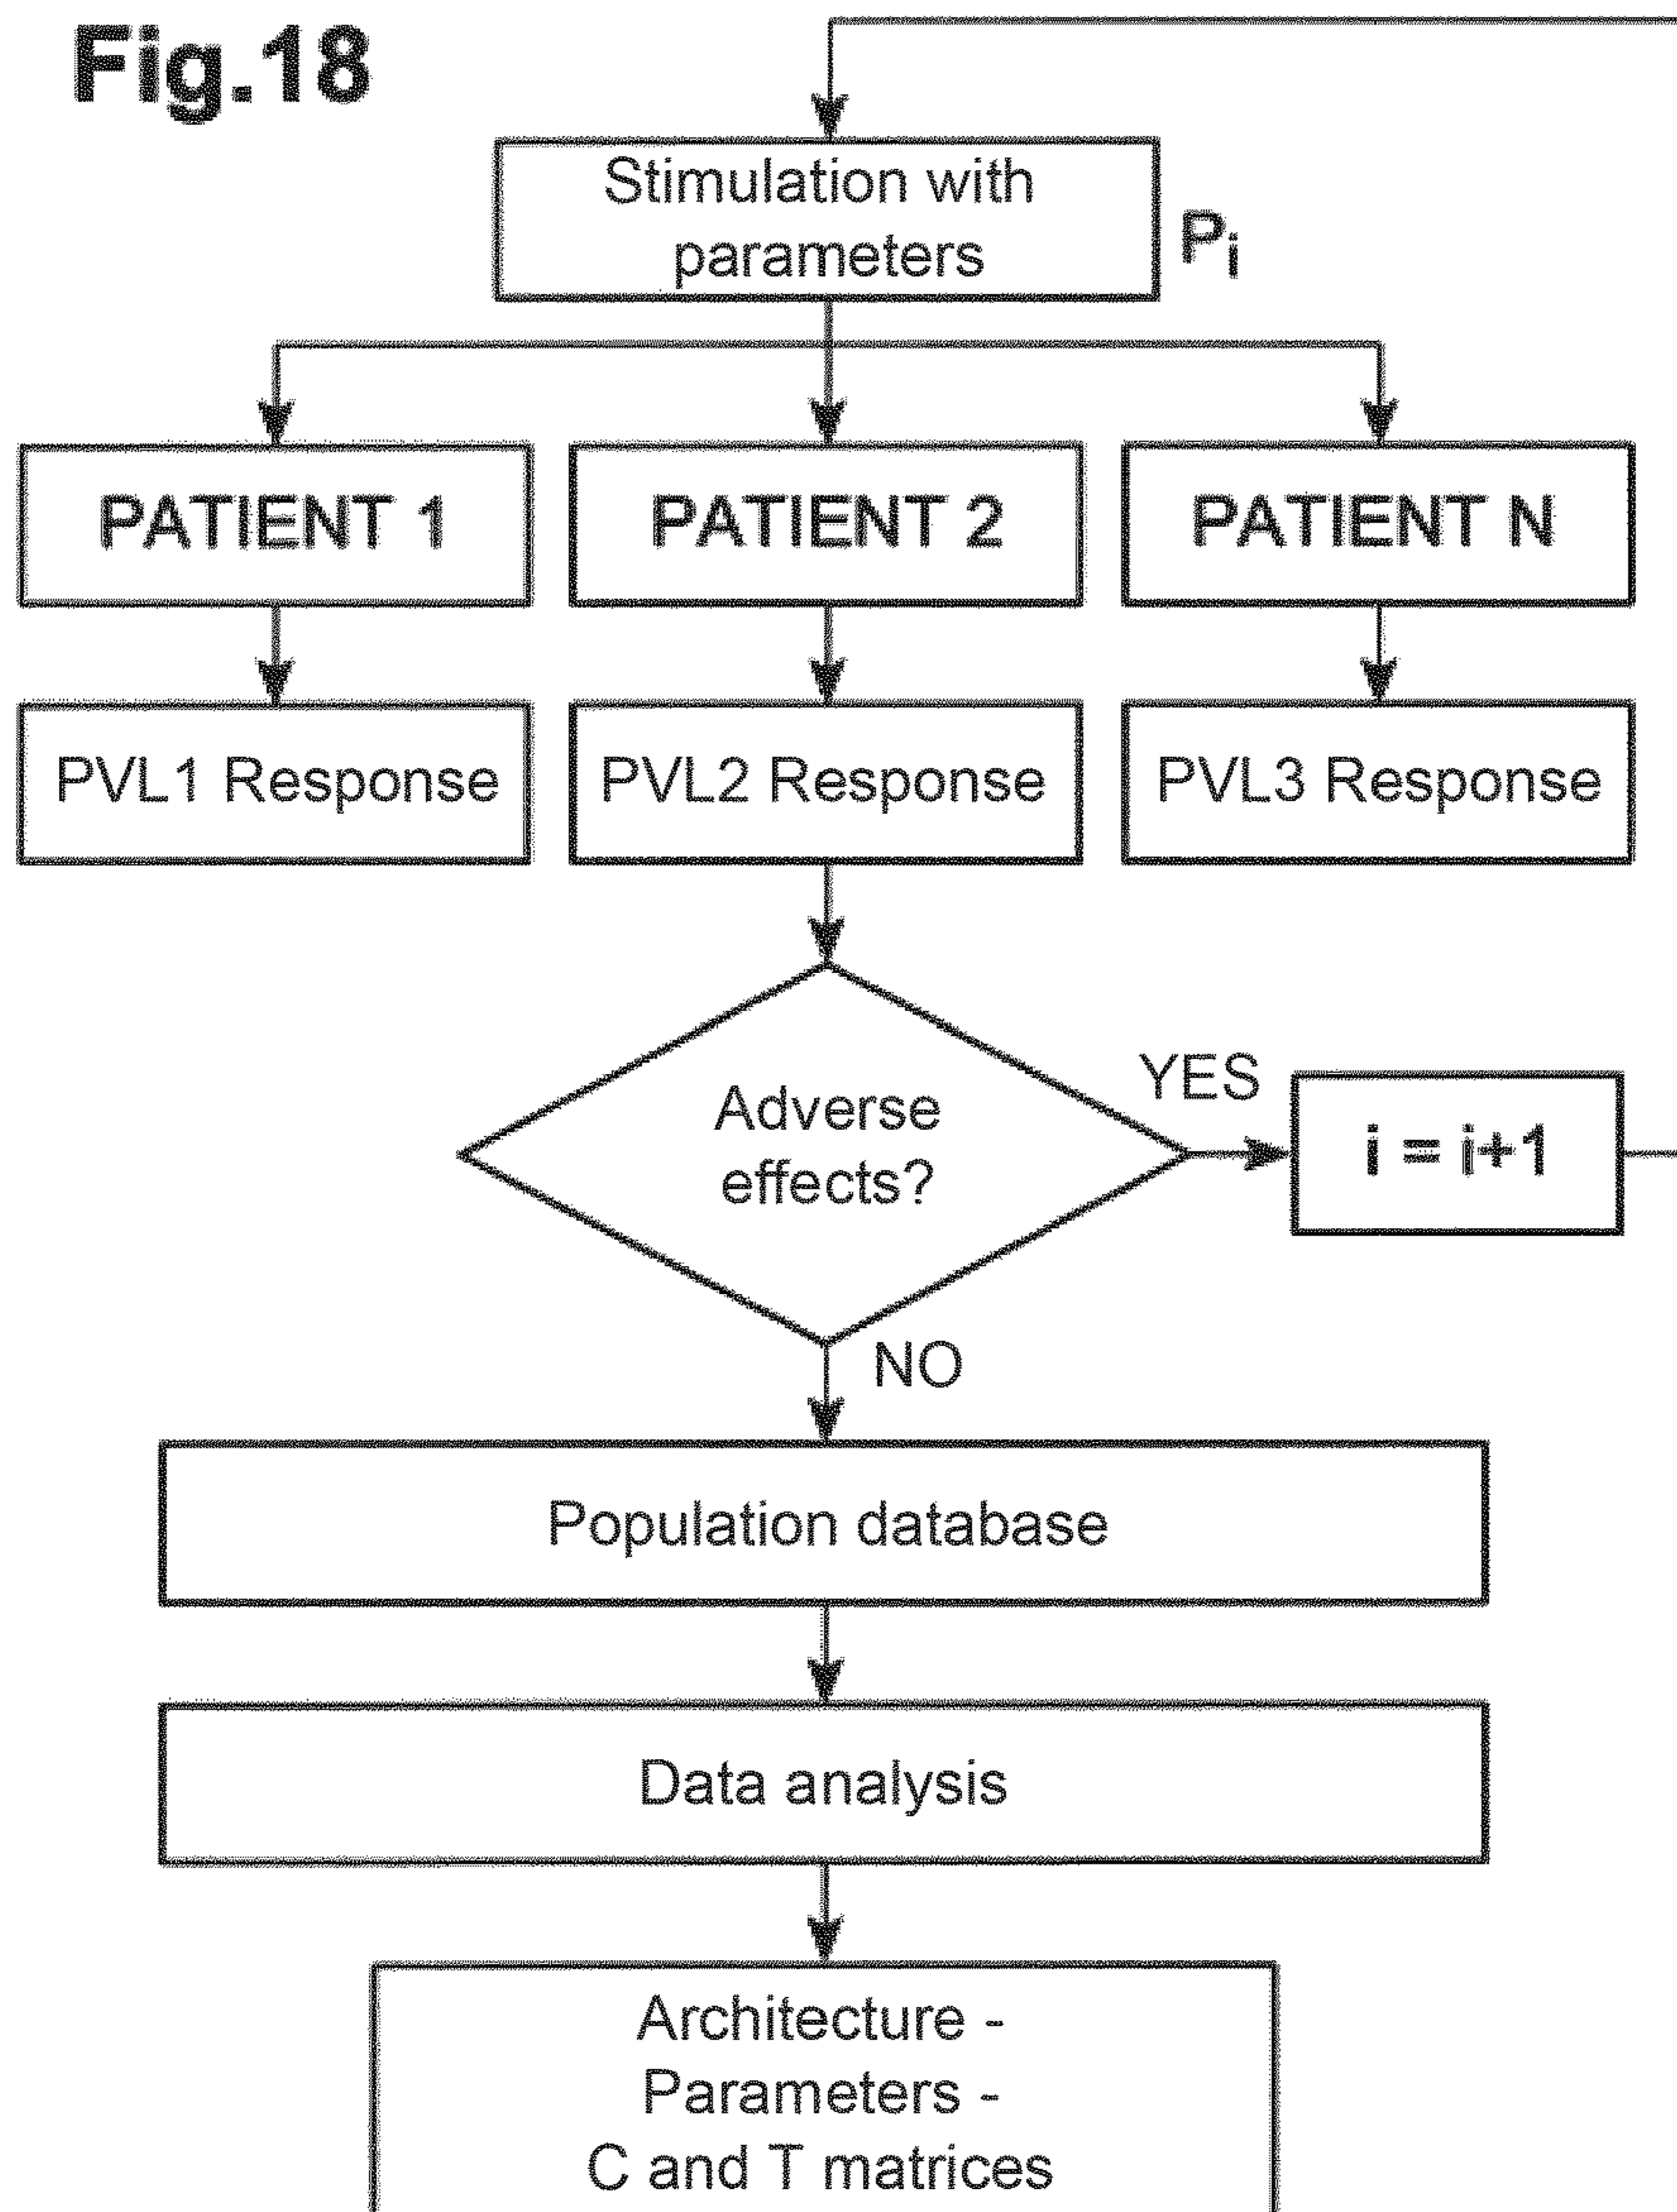 Fig.18
Stimulation with
parameters
Pi
PATIENT 1
PATIENT 2
PATIENT N
PVL1 Response
PVL2 Response
PVL3 Response
Adverse
effects?
YES
i = i+1
NO
Population database
Data analysis
Architecture -
Parameters -
C and T matrices